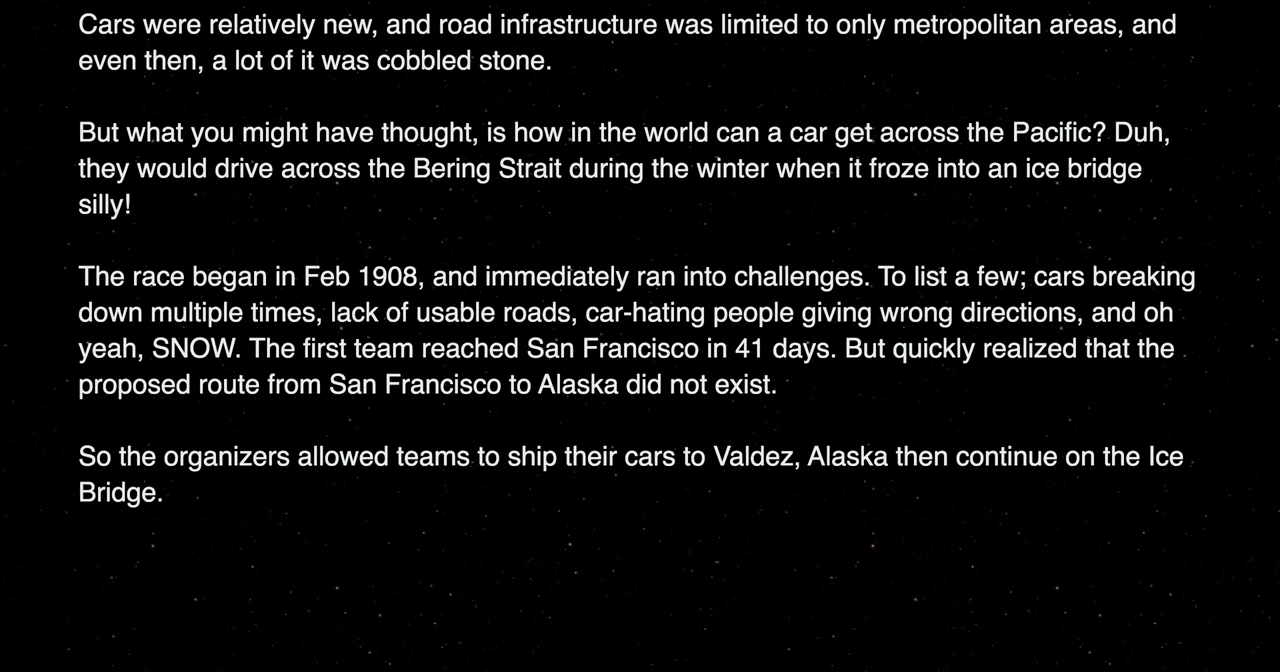 Cars were relatively new, and road infrastructure was limited to only metropolitan areas, and
even then, a lot of it was cobbled stone.
But what you might have thought, is how in the world can a car get across the Pacific? Duh,
they would drive across the Bering Strait during the winter when it froze into an ice bridge
silly!
The race began in Feb 1908, and immediately ran into challenges. To list a few; cars breaking
down multiple times, lack of usable roads, car-hating people giving wrong directions, and oh
yeah, SNOW. The first team reached San Francisco in 41 days. But quickly realized that the
proposed route from San Francisco to Alaska did not exist.
So the organizers allowed teams to ship their cars to Valdez, Alaska then continue on the Ice
Bridge.